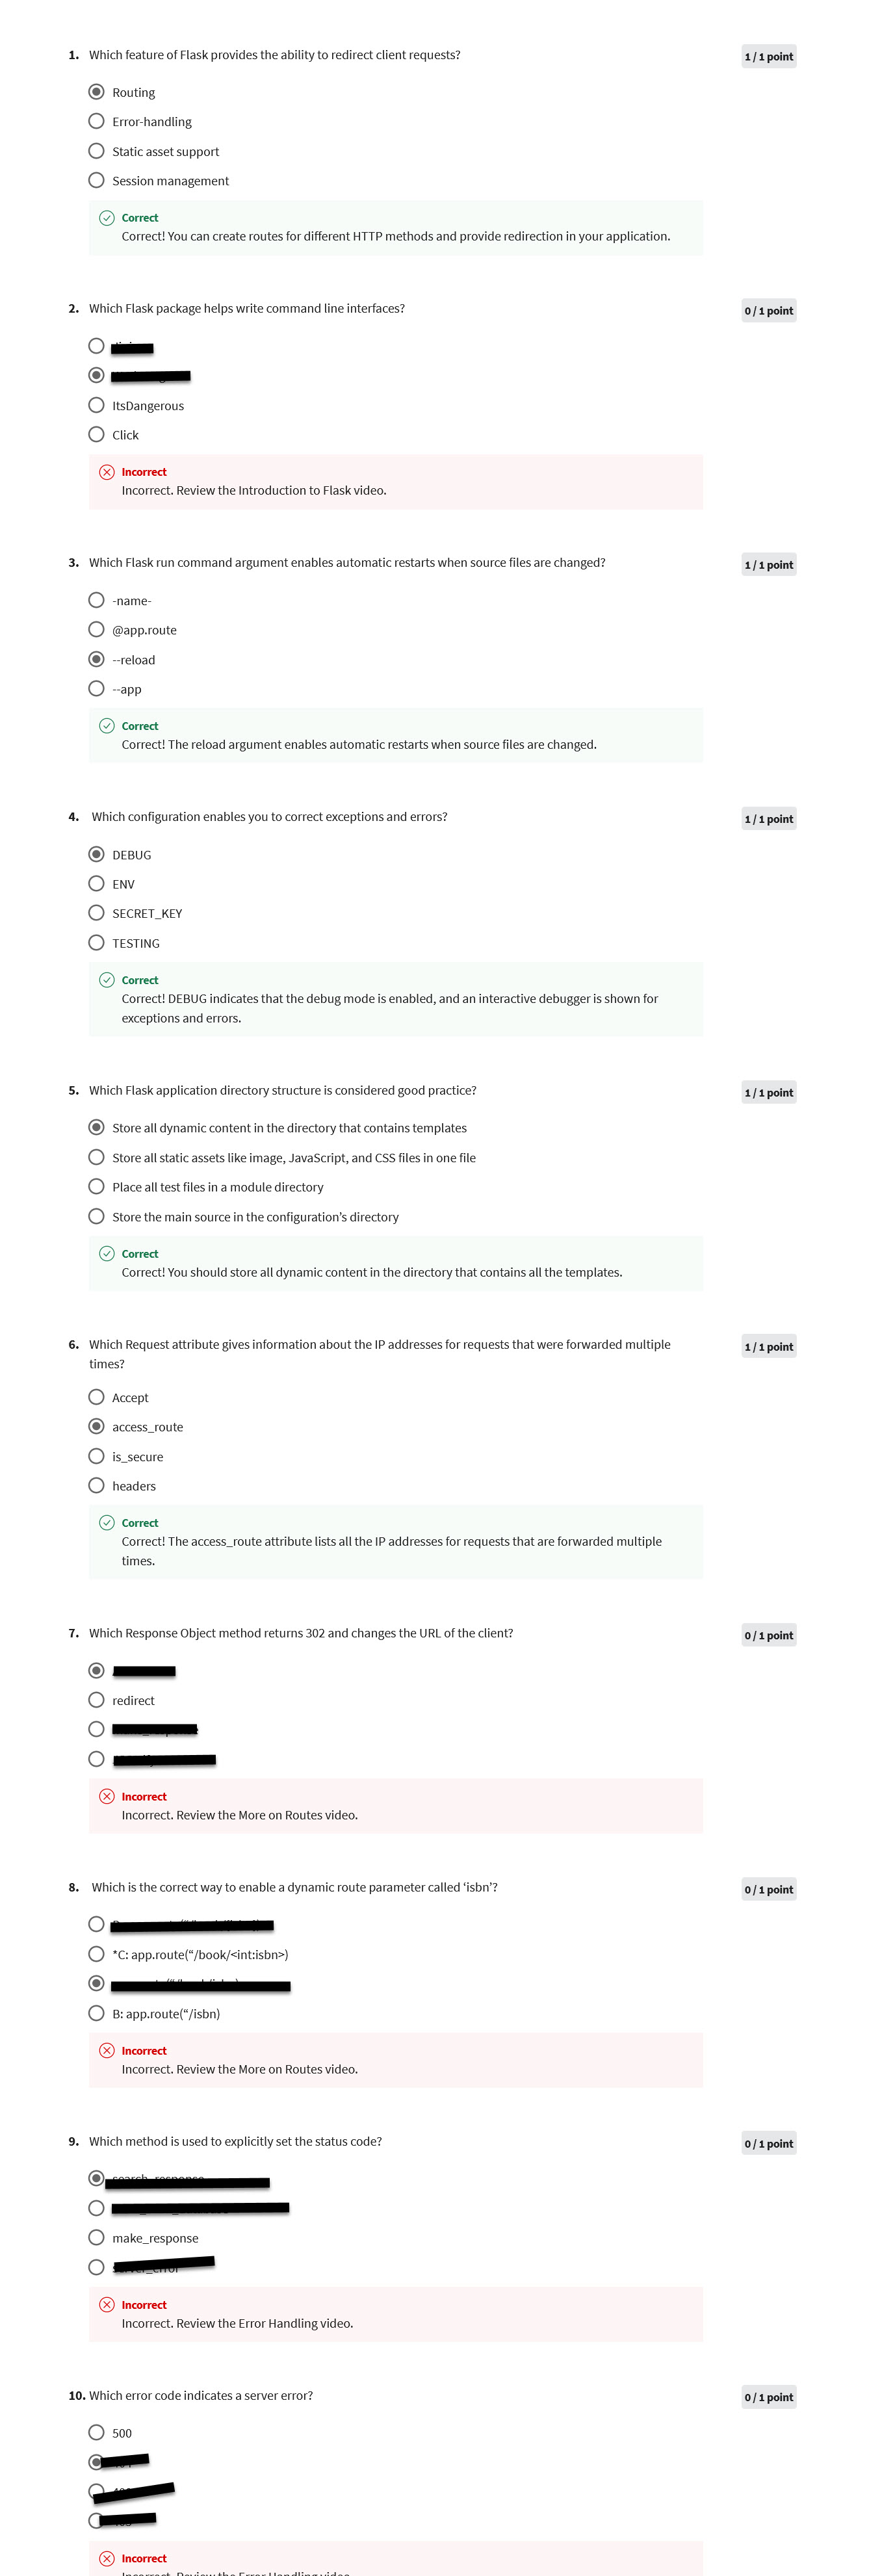 1. Which feature of Flask provides the ability to redirect client requests?
1 / 1 point
Routing
Error-handling
Static asset support
Session management
Correct
Correct! You can create routes for different HTTP methods and provide redirection in your application.
2. Which Flask package helps write command line interfaces?
0 / 1 point
ItsDangerous
Click
Incorrect
Incorrect. Review the Introduction to Flask video.
3. Which Flask run command argument enables automatic restarts when source files are changed?
1 / 1 point
-name-
@app.route
--reload
--app
Correct
Correct! The reload argument enables automatic restarts when source files are changed.
4. Which configuration enables you to correct exceptions and errors?
1 / 1 point
DEBUG
ENV
SECRET_KEY
TESTING
Correct
Correct! DEBUG indicates that the debug mode is enabled, and an interactive debugger is shown for
exceptions and errors.
5. Which Flask application directory structure is considered good practice?
1 / 1 point
Store all dynamic content in the directory that contains templates
Store all static assets like image, JavaScript, and CSS files in one file
Place all test files in a module directory
Store the main source in the configuration’s directory
Correct
Correct! You should store all dynamic content in the directory that contains all the templates.
6. Which Request attribute gives information about the IP addresses for requests that were forwarded multiple
times?
1 / 1 point
Accept
access_route
is_secure
headers
Correct
Correct! The access_route attribute lists all the IP addresses for requests that are forwarded multiple
times.
7. Which Response Object method returns 302 and changes the URL of the client?
0 / 1 point
redirect
Incorrect
Incorrect. Review the More on Routes video.
8. Which is the correct way to enable a dynamic route parameter called ‘isbn’?
0 / 1 point
*C: app.route(“/book/<int:isbn>)
B: app.route(“/isbn)
Incorrect
Incorrect. Review the More on Routes video.
9. Which method is used to explicitly set the status code?
0 / 1 point
make_response
Incorrect
Incorrect. Review the Error Handling video.
10. Which error code indicates a server error?
0 / 1 point
500
Incorrect
Incorrect. Review the Error Handling video.